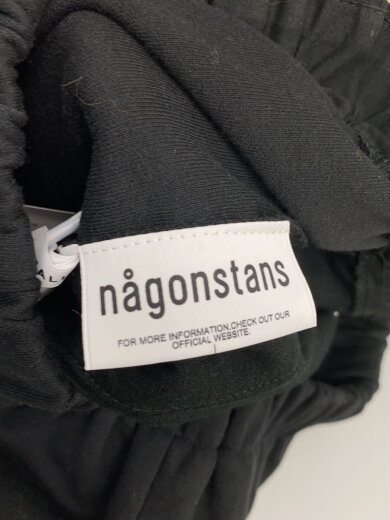 någonstans
FOR MORE INFORMATION.CHECK OUT OUR
OFFICIAL WEBSITE.